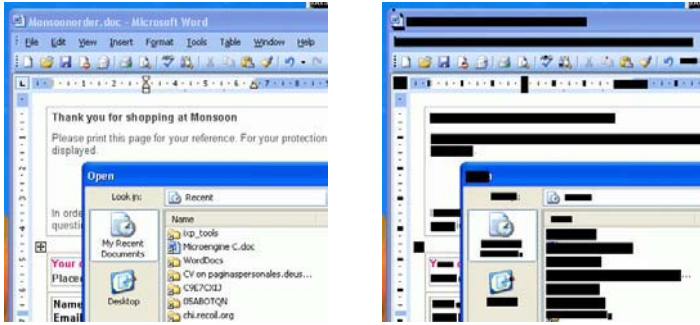 Monsoonorder.doc - Microsoft Word
File Edit View Insert Format Tools Table Window Help
Thank you for shopping at Monsoon
Please print this page for your reference. For your protection
displayed.
Open
Look in:
Recent
In orde
questi
My Recent
Documents
Desktop
Name
ixp_tools
Microengine C.doc
WordDocs
CV on paginaspersonales.deus...
C9E7CXIJ
05ABOTQN
chi.recoil.org
Your
Place
Name
Email